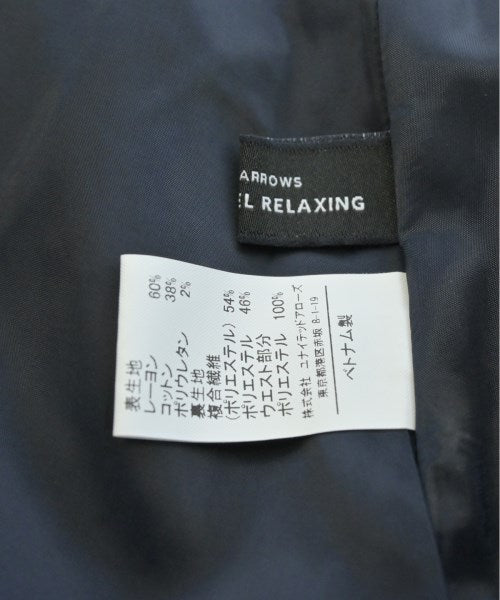 ARROWS
EL RELAXING
表生地
レーヨン 60%
コットン 38%
ポリウレタン 2%
裏生地
複合繊維
(ポリエステル) 54%
ポリエステル 46%
ウエスト部分
ポリエステル 100%
株式会社 ユナイテッドアローズ
東京都港区赤坂 8-1-19
ベトナム製